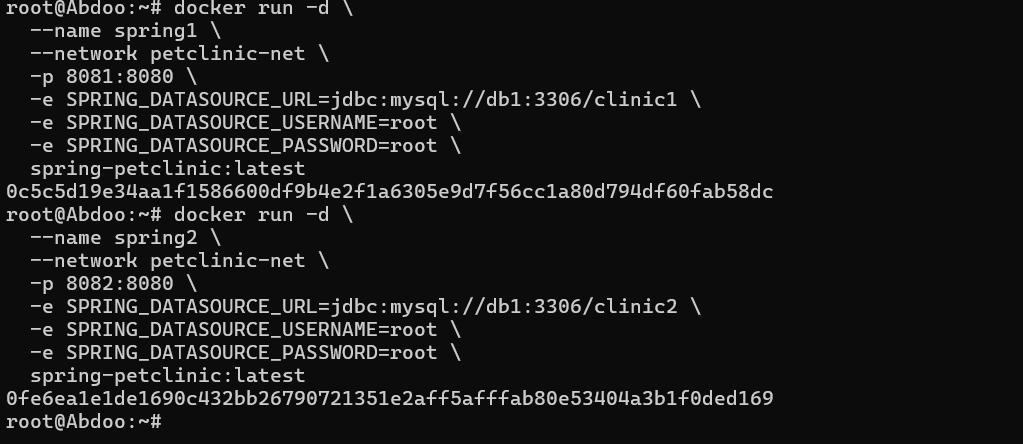 root@Abdoo:~# docker run -d \
  --name spring1 \
  --network petclinic-net \
  -p 8081:8080 \
  -e SPRING_DATASOURCE_URL=jdbc:mysql://db1:3306/clinic1 \
  -e SPRING_DATASOURCE_USERNAME=root \
  -e SPRING_DATASOURCE_PASSWORD=root \
  spring-petclinic:latest
0c5c5d19e34aa1f1586600df9b4e2f1a6305e9d7f56cc1a80d794df60fab58dc
root@Abdoo:~# docker run -d \
  --name spring2 \
  --network petclinic-net \
  -p 8082:8080 \
  -e SPRING_DATASOURCE_URL=jdbc:mysql://db1:3306/clinic2 \
  -e SPRING_DATASOURCE_USERNAME=root \
  -e SPRING_DATASOURCE_PASSWORD=root \
  spring-petclinic:latest
0fe6ea1e1de1690c432bb26790721351e2aff5afffab80e53404a3b1f0ded169
root@Abdoo:~#